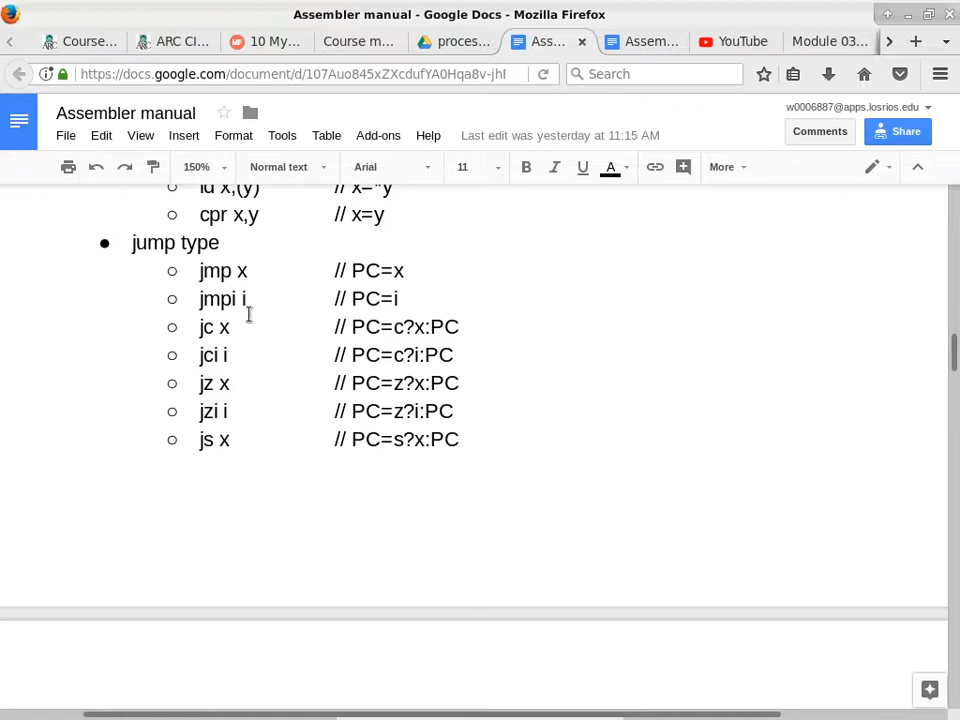 Assembler manual - Google Docs - Mozilla Firefox
Course... ARC CI... 10 My... Course m... proces... Ass... Assem... YouTube Module 03...
https://docs.google.com/document/d/107Auo845xZXcdufYA0Hqa8v-jhl Search
Assembler manual
w0006887@apps.losrios.edu
File Edit View Insert Format Tools Table Add-ons Help Last edit was yesterday at 11:15 AM
Comments Share
150% Normal text Arial 11 B I U A More
○ ld x,(y) // x=*y
○ cpr x,y // x=y
● jump type
○ jmp x // PC=x
○ jmpi i // PC=i
○ jc x // PC=c?x:PC
○ jci i // PC=c?i:PC
○ jz x // PC=z?x:PC
○ jzi i // PC=z?i:PC
○ js x // PC=s?x:PC